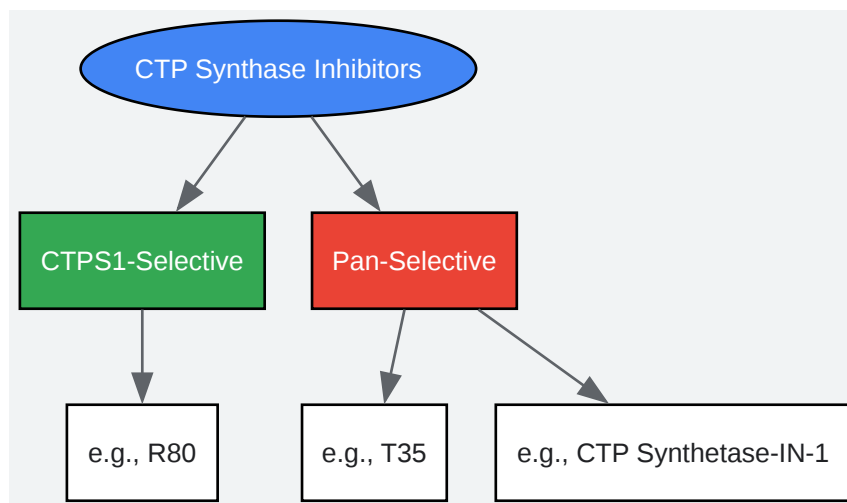 CTP Synthase Inhibitors
CTPS1-Selective
Pan-Selective
e.g., R80
e.g., T35
e.g., CTP Synthetase-IN-1